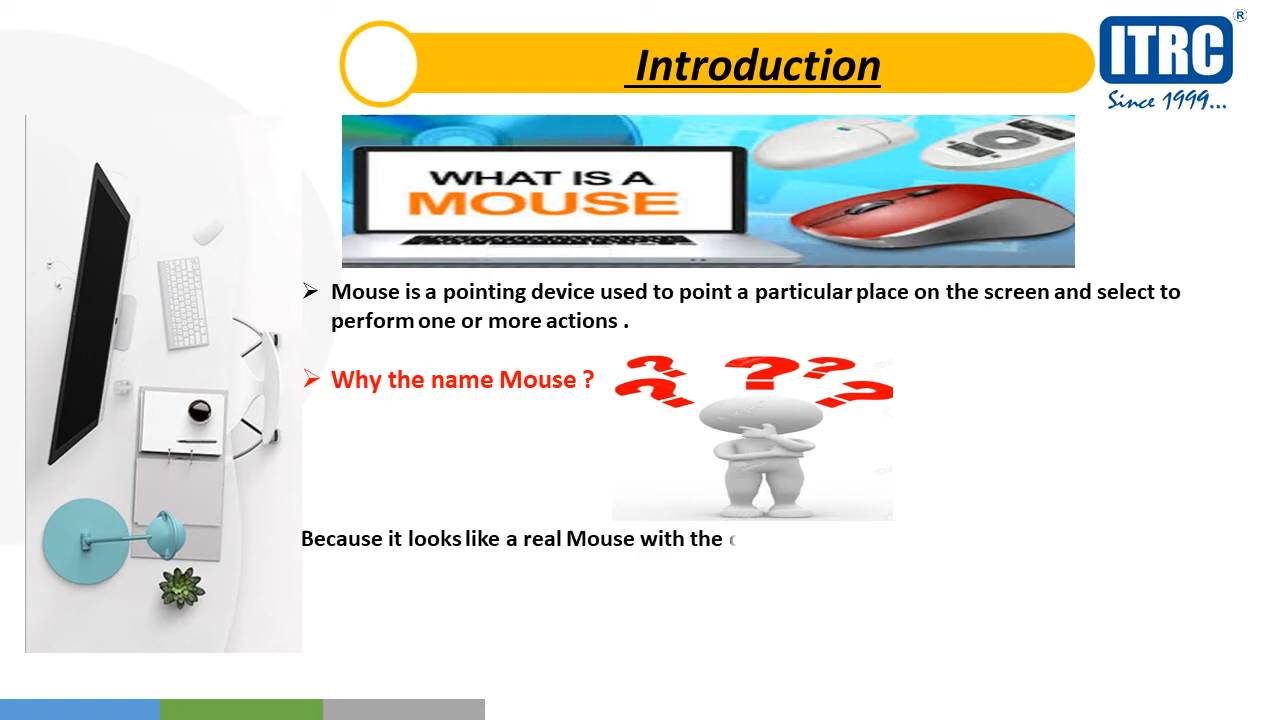 Introduction
ITRC
®
Since 1999...
WHAT IS A
MOUSE
Mouse is a pointing device used to point a particular place on the screen and select to
perform one or more actions .
Why the name Mouse ?
Because it looks like a real Mouse with the